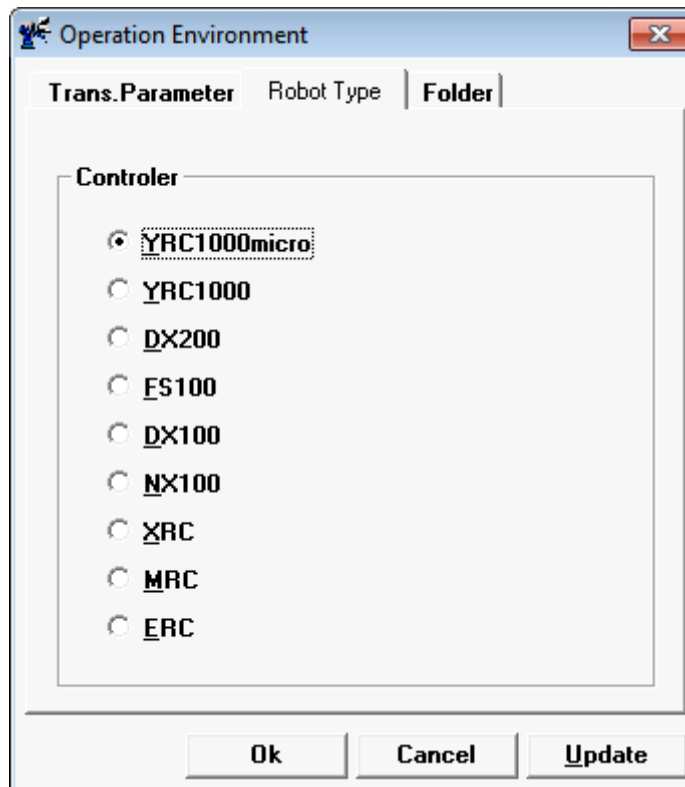 Operation Environment
Trans.Parameter Robot Type Folder
Controler
YRC1000micro
YRC1000
DX200
FS100
DX100
NX100
XRC
MRC
ERC
Ok Cancel Update